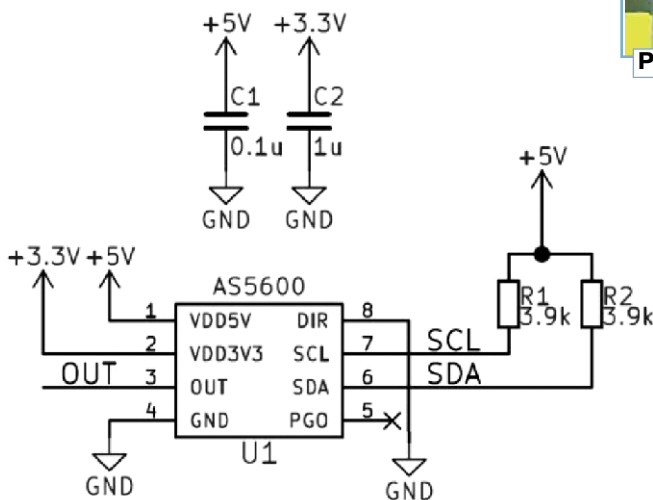 +5V +3.3V
P
C1 C2
0.1u 1u
GND GND
+5V
+3.3V +5V
AS5600
R1 R2
3.9k 3.9k
1 VDD5V DIR 8
2 VDD3V3 SCL 7 SCL
OUT 3 OUT SDA 6 SDA
4 GND PGO 5
U1
GND GND